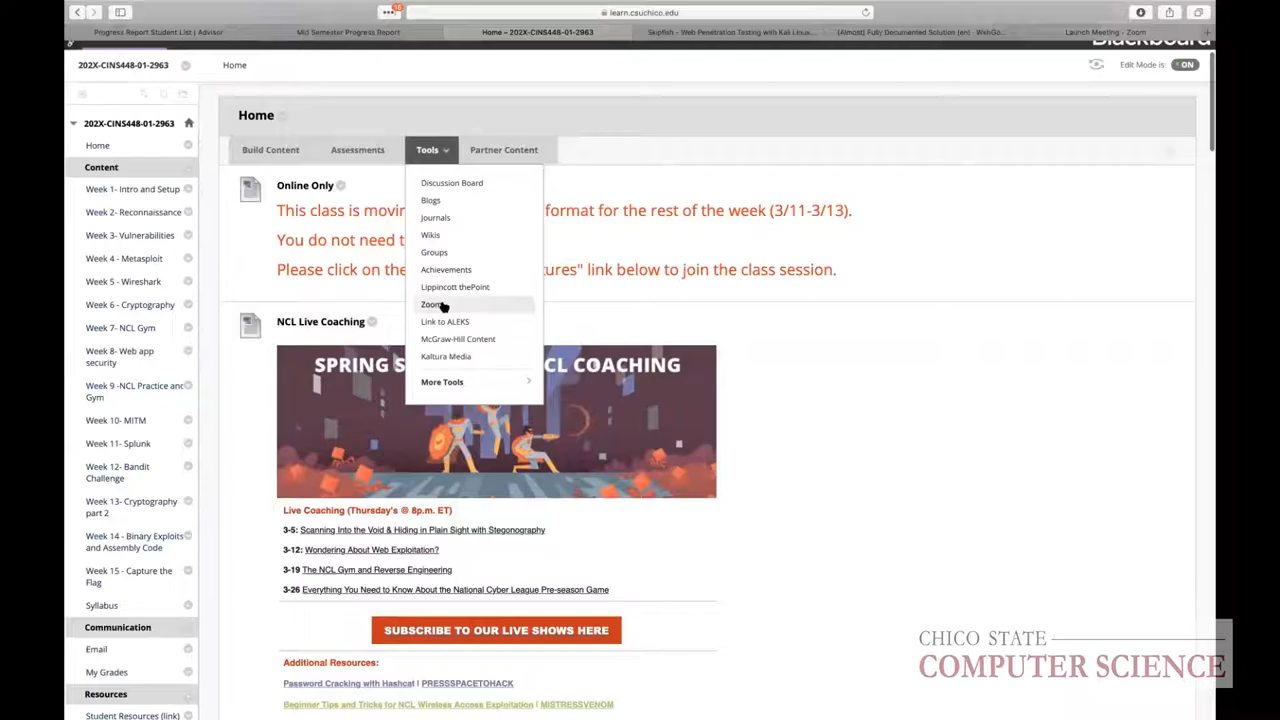 16
learn.csuchico.edu
Progress Report Student List | Advisor
Mid Semester Progress Report
Home – 202X-CINS448-01-2963
Skipfish - Web Penetration Testing with Kali Linux...
(Almost) Fully Documented Solution (en) - WxhGo...
Launch Meeting - Zoom
Blackboard
202X-CINS448-01-2963
Home
Edit Mode is: ON
202X-CINS448-01-2963
Home
Content
Week 1- Intro and Setup
Week 2- Reconnaissance
Week 3- Vulnerabilities
Week 4 - Metasploit
Week 5 - Wireshark
Week 6 - Cryptography
Week 7- NCL Gym
Week 8- Web app
security
Week 9 -NCL Practice and
Gym
Week 10- MITM
Week 11- Splunk
Week 12- Bandit
Challenge
Week 13- Cryptography
part 2
Week 14 - Binary Exploits
and Assembly Code
Week 15 - Capture the
Flag
Syllabus
Communication
Email
My Grades
Resources
Student Resources (link)
Home
Build Content
Assessments
Tools
Partner Content
Discussion Board
Blogs
Journals
Wikis
Groups
Achievements
Lippincott thePoint
Zoom
Link to ALEKS
McGraw-Hill Content
Kaltura Media
More Tools
Online Only
This class is movin format for the rest of the week (3/11-3/13).
You do not need t
Please click on the tures" link below to join the class session.
NCL Live Coaching
SPRING S CL COACHING
Live Coaching (Thursday's @ 8p.m. ET)
3-5: Scanning Into the Void & Hiding in Plain Sight with Stegonography
3-12: Wondering About Web Exploitation?
3-19 The NCL Gym and Reverse Engineering
3-26 Everything You Need to Know About the National Cyber League Pre-season Game
SUBSCRIBE TO OUR LIVE SHOWS HERE
Additional Resources:
Password Cracking with Hashcat | PRESSSPACETOHACK
Beginner Tips and Tricks for NCL Wireless Access Exploitation | MISTRESSVENOM
CHICO STATE
COMPUTER SCIENCE